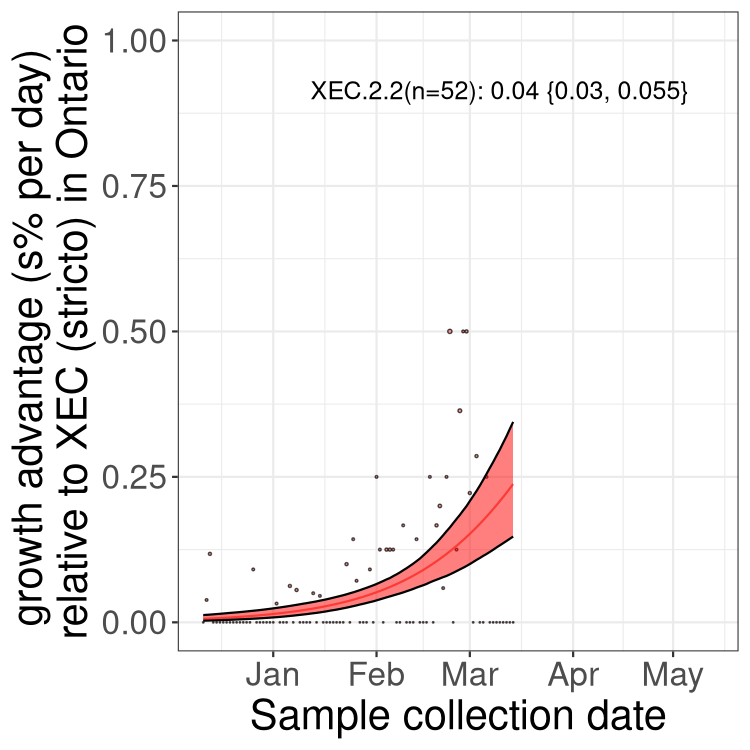 growth advantage (s% per day)
relative to XEC (stricto) in Ontario
1.00
0.75
0.50
0.25
0.00
XEC.2.2(n=52): 0.04 {0.03, 0.055}
Jan Feb Mar Apr May
Sample collection date